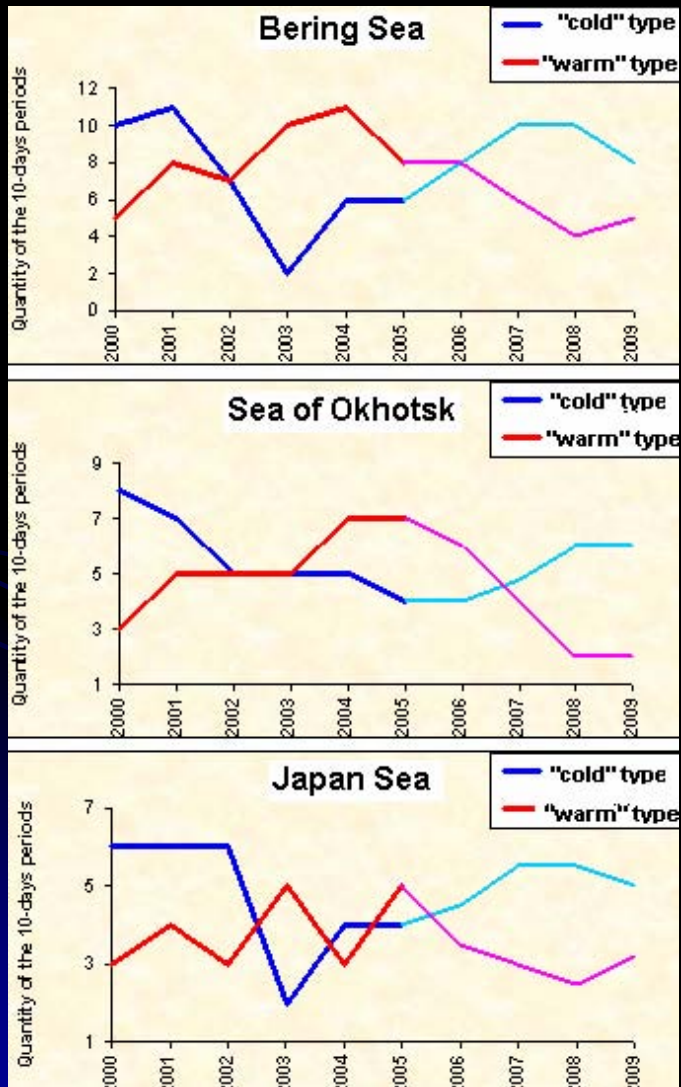 Bering Sea
"cold" type
"warm" type
Quantity of the 10-days periods
12
10
8
6
4
2
0
2000 2001 2002 2003 2004 2005 2006 2007 2008 2009
Sea of Okhotsk
"cold" type
"warm" type
Quantity of the 10-days periods
9
7
5
3
1
2000 2001 2002 2003 2004 2005 2006 2007 2008 2009
Japan Sea
"cold" type
"warm" type
Quantity of the 10-days periods
7
5
3
1
2000 2001 2002 2003 2004 2005 2006 2007 2008 2009